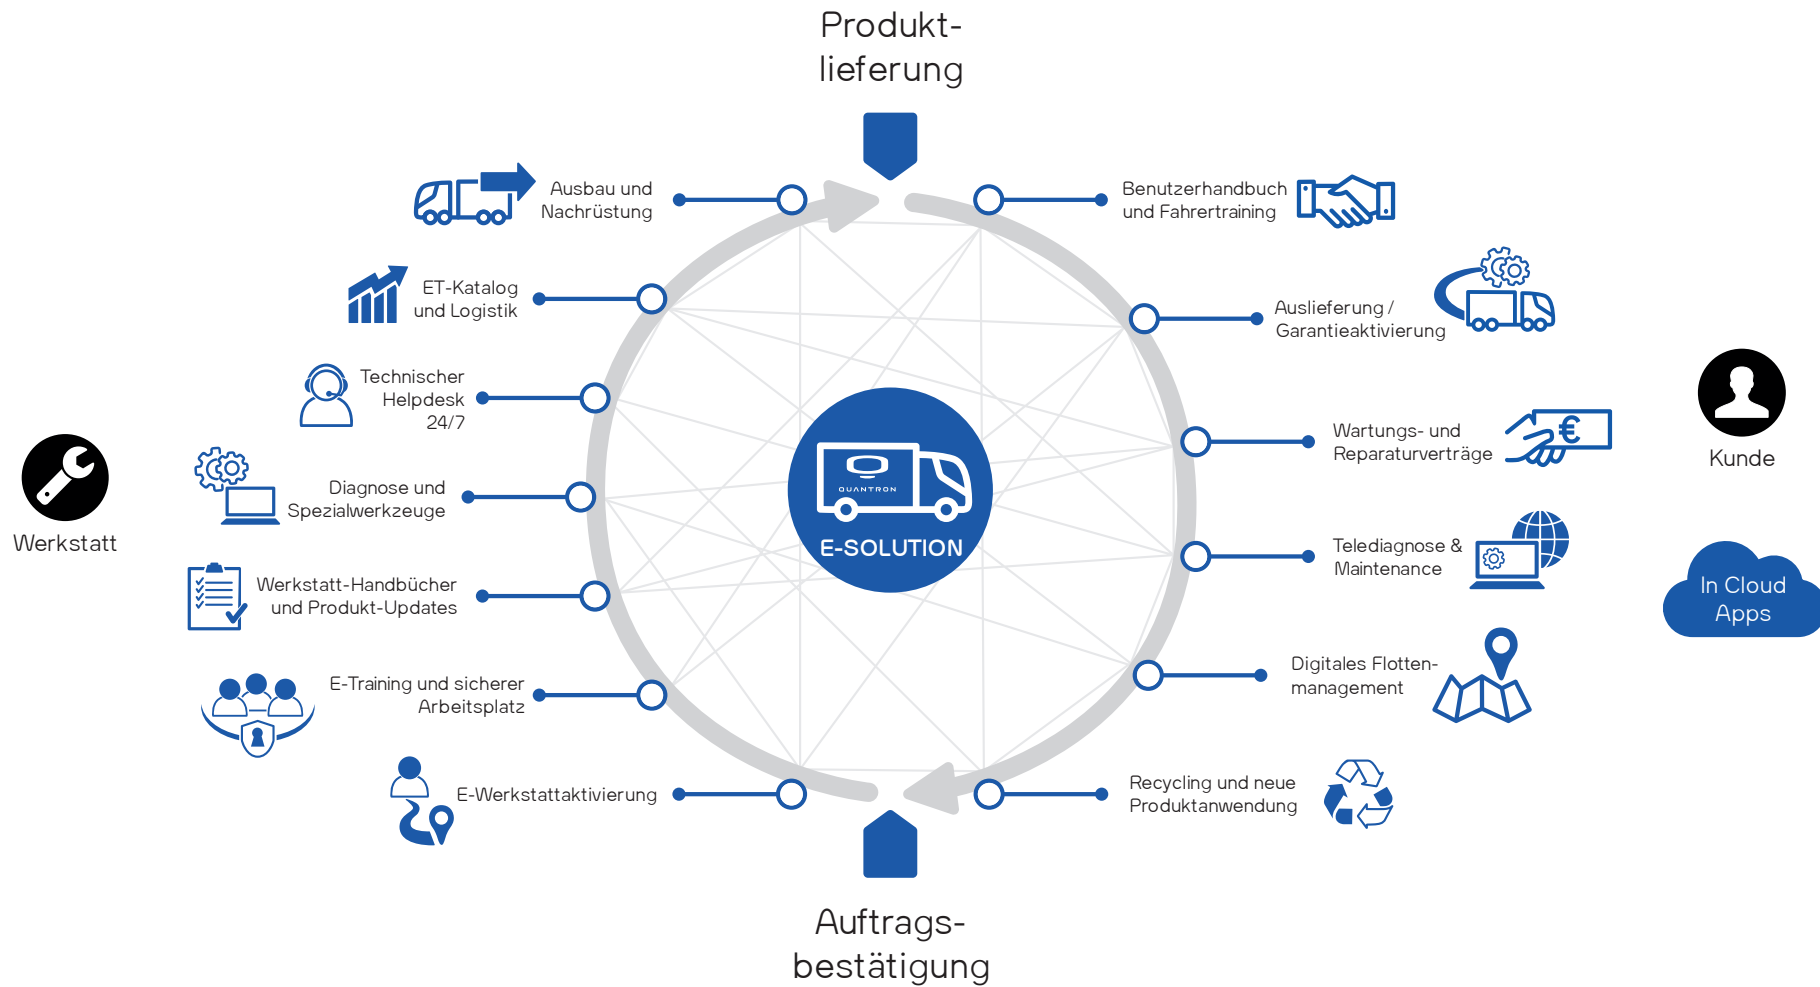 Produkt-
lieferung
Ausbau und
Nachrüstung
ET-Katalog
und Logistik
Technischer
Helpdesk
24/7
Diagnose und
Spezialwerkzeuge
Werkstatt-Handbücher
und Produkt-Updates
E-Training und sicherer
Arbeitsplatz
E-Werkstattaktivierung
Werkstatt
QUANTRON
E-SOLUTION
Benutzerhandbuch
und Fahrertraining
Auslieferung /
Garantieaktivierung
Wartungs- und
Reparaturverträge
€
Telediagnose &
Maintenance
Digitales Flotten-
management
Recycling und neue
Produktanwendung
Kunde
In Cloud
Apps
Auftrags-
bestätigung